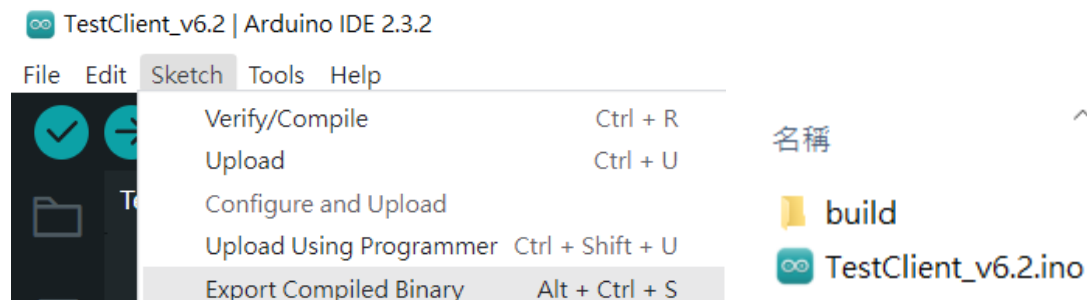 TestClient_v6.2 | Arduino IDE 2.3.2
File Edit Sketch Tools Help
Verify/Compile Ctrl + R
Upload Ctrl + U
Configure and Upload
Upload Using Programmer Ctrl + Shift + U
Export Compiled Binary Alt + Ctrl + S
名稱
build
TestClient_v6.2.ino